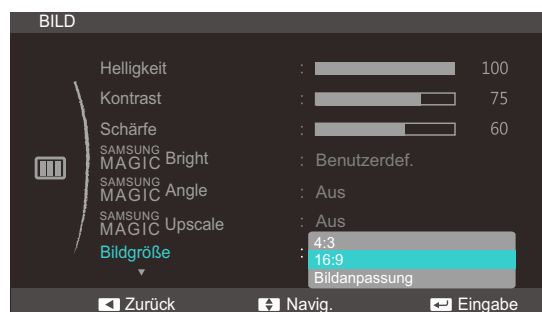 BILD
Helligkeit : 100
Kontrast : 75
Schärfe : 60
SAMSUNG MAGIC Bright : Benutzerdef.
SAMSUNG MAGIC Angle : Aus
SAMSUNG MAGIC Upscale : Aus
Bildgröße :
4:3
16:9
Bildanpassung
Zurück Navig. Eingabe